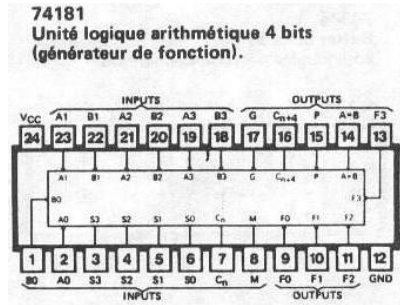 74181
Unité logique arithmétique 4 bits
(générateur de fonction).
INPUTS OUTPUTS
VCC A1 B1 A2 B2 A3 B3 G Cn+4 P A=B F3
24 23 22 21 20 19 18 17 16 15 14 13
A1 B1 A2 B2 A3 B3 G Cn+4 P A=B
B0 F3
A0 S3 S2 S1 S0 Cn M F0 F1 F2
1 2 3 4 5 6 7 8 9 10 11 12
B0 A0 S3 S2 S1 S0 Cn M F0 F1 F2 GND
INPUTS OUTPUTS